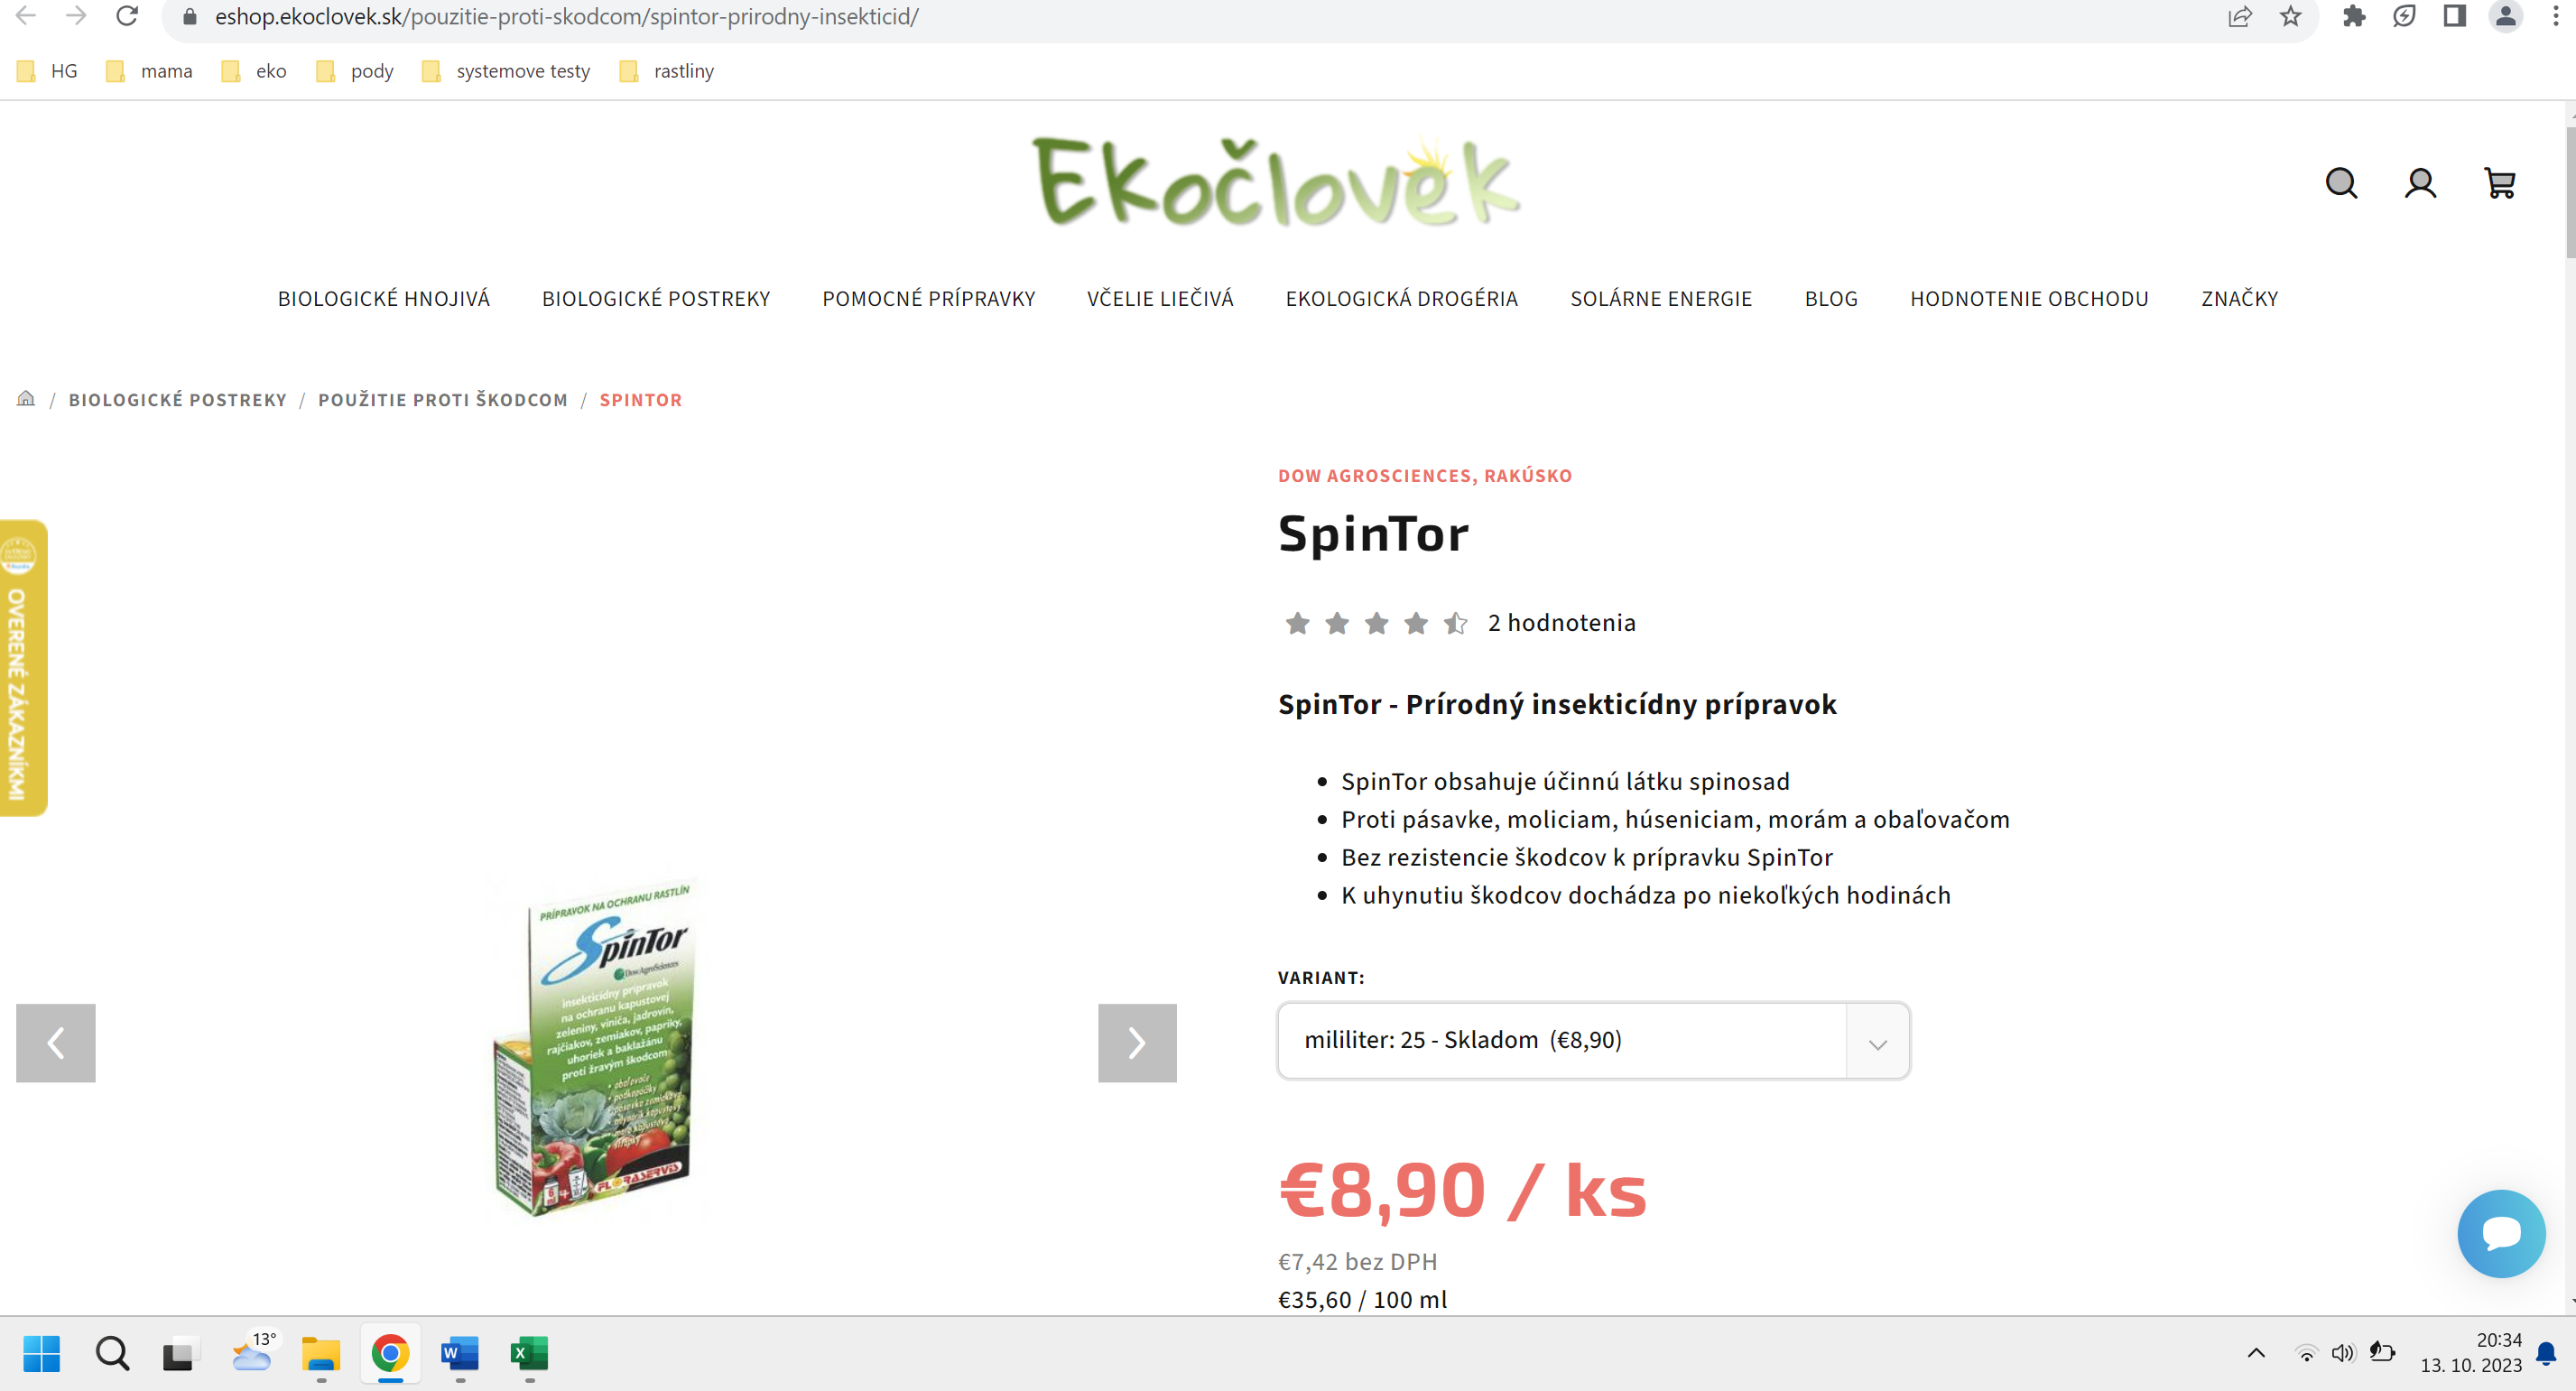 eshop.ekoclovek.sk/pouzitie-proti-skodcom/spintor-prirodny-insekticid/
HG mama eko pody systemove testy rastliny
Ekočlovek
BIOLOGICKÉ HNOJIVÁ BIOLOGICKÉ POSTREKY POMOCNÉ PRÍPRAVKY VČELIE LIEČIVÁ EKOLOGICKÁ DROGÉRIA SOLÁRNE ENERGIE BLOG HODNOTENIE OBCHODU ZNAČKY
/ BIOLOGICKÉ POSTREKY / POUŽITIE PROTI ŠKODCOM / SPINTOR
OVERENÉ ZÁKAZNÍKMI
PRÍPRAVOK NA OCHRANU RASTLÍN
SpinTor
DowAgroSciences
insekticídny prípravok
na ochranu kapustovej
zeleniny, viniča, jadrovín,
rajčiakov, zemiakov, papriky,
uhoriek a baklažánu
proti žravým škodcom
• obaľovače
FLORASERVIS
DOW AGROSCIENCES, RAKÚSKO
SpinTor
2 hodnotenia
SpinTor - Prírodný insekticídny prípravok
• SpinTor obsahuje účinnú látku spinosad
• Proti pásavke, moliciam, húseniciam, morám a obaľovačom
• Bez rezistencie škodcov k prípravku SpinTor
• K uhynutiu škodcov dochádza po niekoľkých hodinách
VARIANT:
mililiter: 25 - Skladom (€8,90)
€8,90 / ks
€7,42 bez DPH
€35,60 / 100 ml
13°
20:34
13. 10. 2023